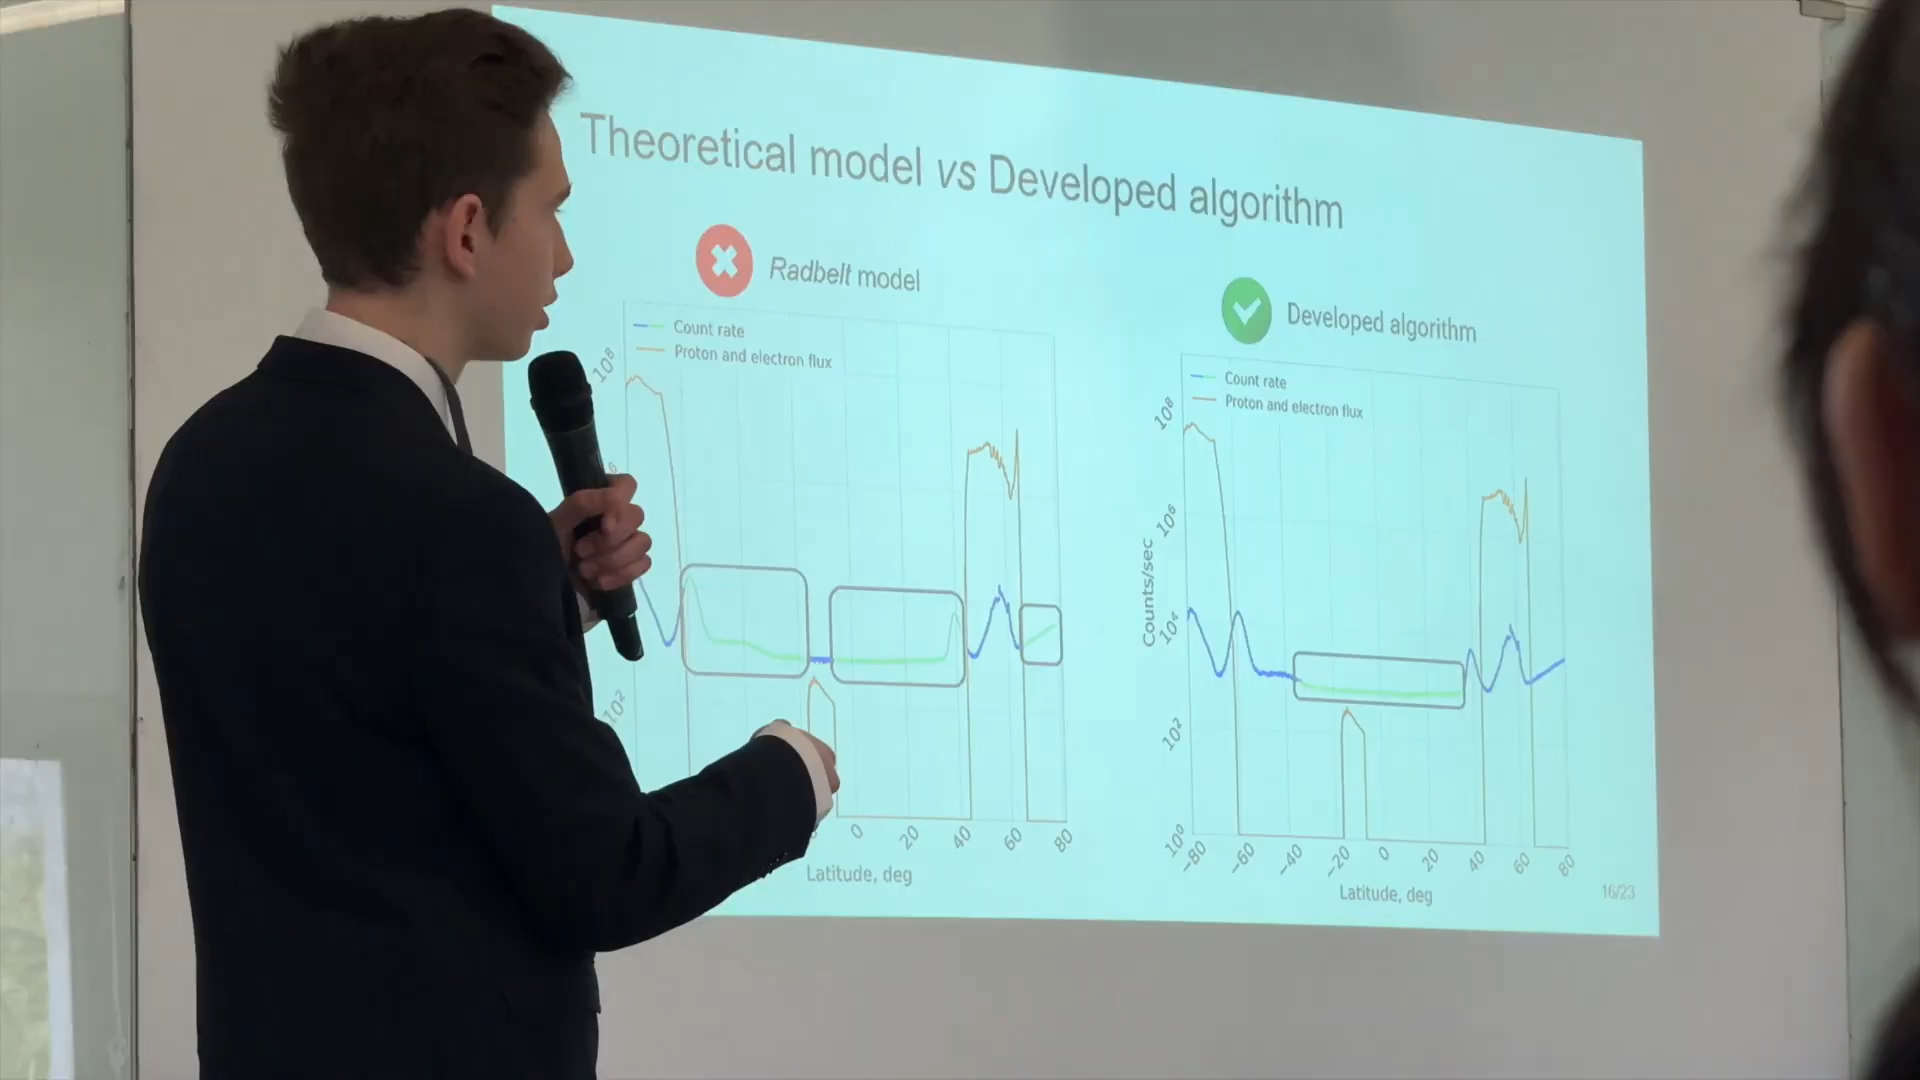 Theoretical model vs Developed algorithm
Radbelt model
Count rate
Proton and electron flux
10⁸
6
10²
0 20 40 60 80
Latitude, deg
Developed algorithm
Count rate
Proton and electron flux
Counts/sec
10⁸
10⁶
10⁴
10²
10⁰
−80 −60 −40 −20 0 20 40 60 80
Latitude, deg
16/23